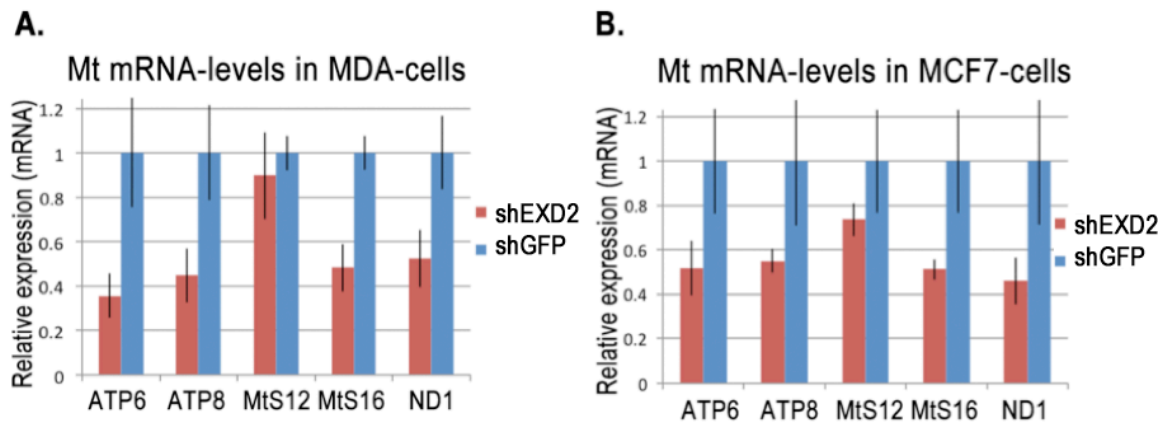 A.
Mt mRNA-levels in MDA-cells
Relative expression (mRNA)
1.2
1
0.8
0.6
0.4
0.2
0
ATP6 ATP8 MtS12 MtS16 ND1
shEXD2
shGFP
B.
Mt mRNA-levels in MCF7-cells
Relative expression (mRNA)
1.2
1
0.8
0.6
0.4
0.2
0
ATP6 ATP8 MtS12 MtS16 ND1
shEXD2
shGFP